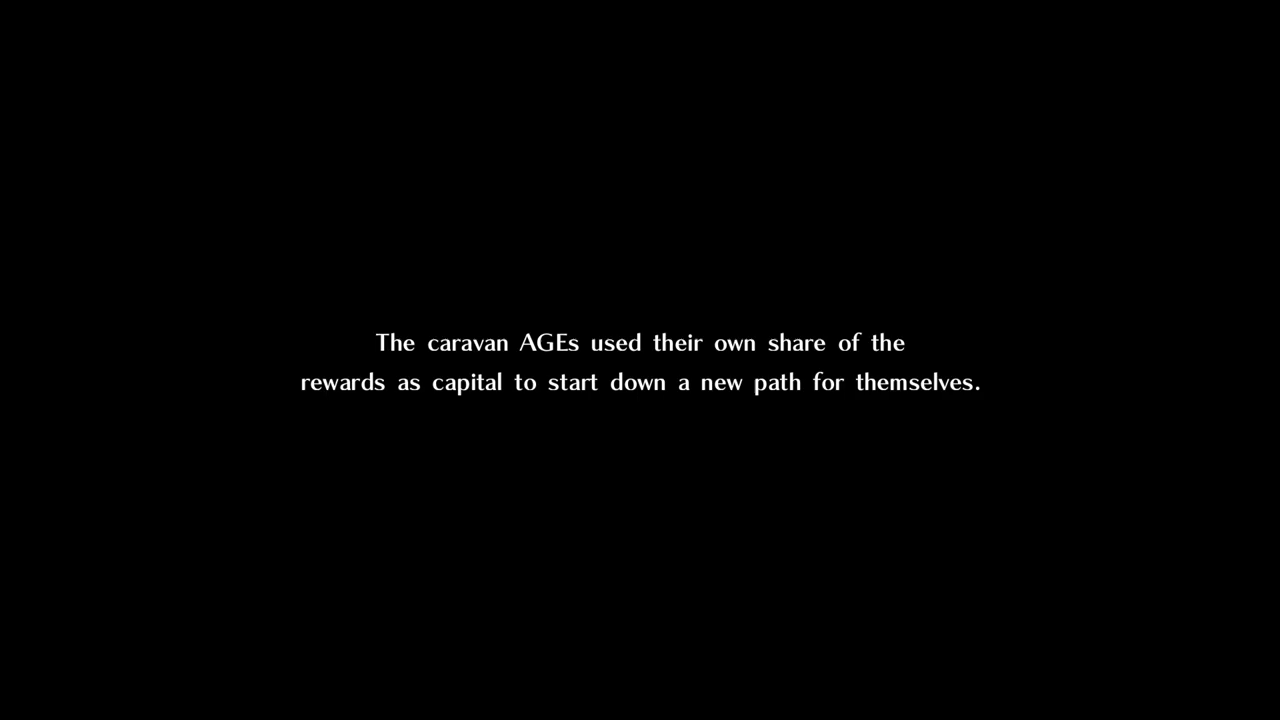 The caravan AGEs used their own share of the
rewards as capital to start down a new path for themselves.